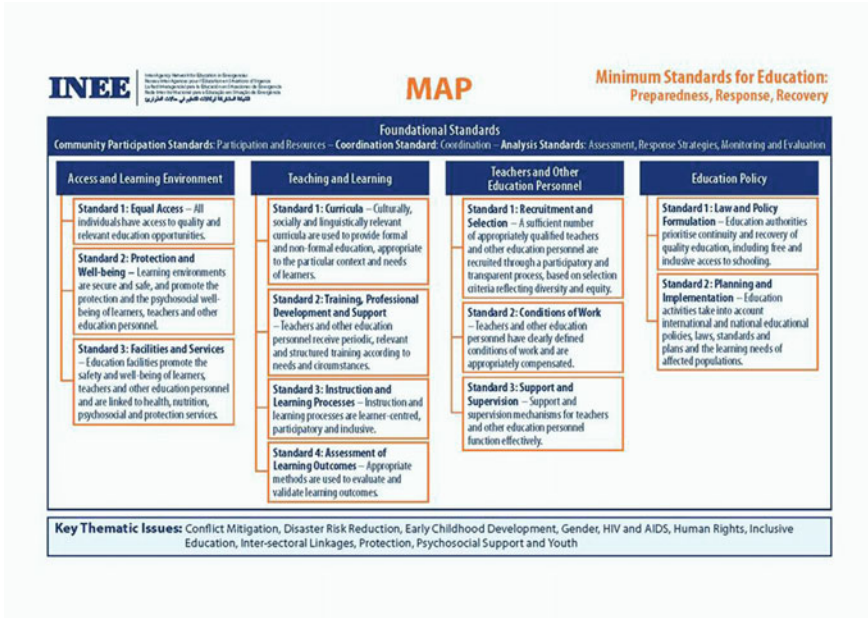 INEE
Inter-Agency Network for Education in Emergencies
MAP
Minimum Standards for Education:
Preparedness, Response, Recovery
Foundational Standards
Community Participation Standards: Participation and Resources – Coordination Standard: Coordination – Analysis Standards: Assessment, Response Strategies, Monitoring and Evaluation
Access and Learning Environment
Standard 1: Equal Access – All
individuals have access to quality and
relevant education opportunities.
Standard 2: Protection and
Well-being – Learning environments
are secure and safe, and promote the
protection and the psychosocial well-
being of learners, teachers and other
education personnel.
Standard 3: Facilities and Services
– Education facilities promote the
safety and well-being of learners,
teachers and other education personnel
and are linked to health, nutrition,
psychosocial and protection services.
Teaching and Learning
Standard 1: Curricula – Culturally,
socially and linguistically relevant
curricula are used to provide formal
and non-formal education, appropriate
to the particular context and needs
of learners.
Standard 2: Training, Professional
Development and Support
– Teachers and other education
personnel receive periodic, relevant
and structured training according to
needs and circumstances.
Standard 3: Instruction and
Learning Processes – Instruction and
learning processes are learner-centred,
participatory and inclusive.
Standard 4: Assessment of
Learning Outcomes – Appropriate
methods are used to evaluate and
validate learning outcomes.
Teachers and Other
Education Personnel
Standard 1: Recruitment and
Selection – A sufficient number
of appropriately qualified teachers
and other education personnel are
recruited through a participatory and
transparent process, based on selection
criteria reflecting diversity and equity.
Standard 2: Conditions of Work
– Teachers and other education
personnel have clearly defined
conditions of work and are
appropriately compensated.
Standard 3: Support and
Supervision – Support and
supervision mechanisms for teachers
and other education personnel
function effectively.
Education Policy
Standard 1: Law and Policy
Formulation – Education authorities
prioritise continuity and recovery of
quality education, including free and
inclusive access to schooling.
Standard 2: Planning and
Implementation – Education
activities take into account
international and national educational
policies, laws, standards and
plans and the learning needs of
affected populations.
Key Thematic Issues: Conflict Mitigation, Disaster Risk Reduction, Early Childhood Development, Gender, HIV and AIDS, Human Rights, Inclusive
Education, Inter-sectoral Linkages, Protection, Psychosocial Support and Youth